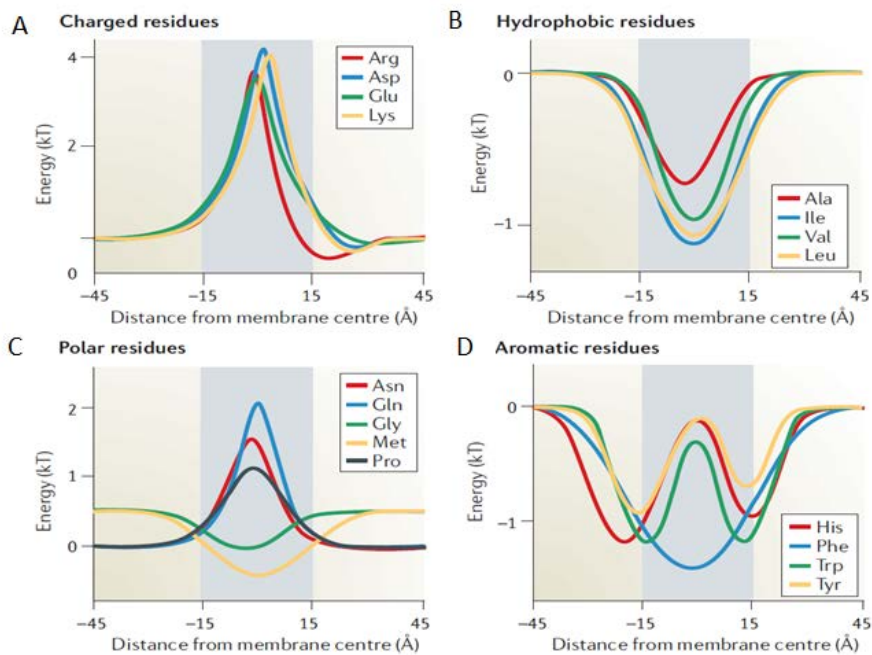 A Charged residues
4
2
0
Energy (kT)
Arg
Asp
Glu
Lys
−45
−15
15
45
Distance from membrane centre (Å)
B Hydrophobic residues
0
−1
Energy (kT)
Ala
Ile
Val
Leu
−45
−15
15
45
Distance from membrane centre (Å)
C Polar residues
2
1
0
Energy (kT)
Asn
Gln
Gly
Met
Pro
−45
−15
15
45
Distance from membrane centre (Å)
D Aromatic residues
0
−1
Energy (kT)
His
Phe
Trp
Tyr
−45
−15
15
45
Distance from membrane centre (Å)